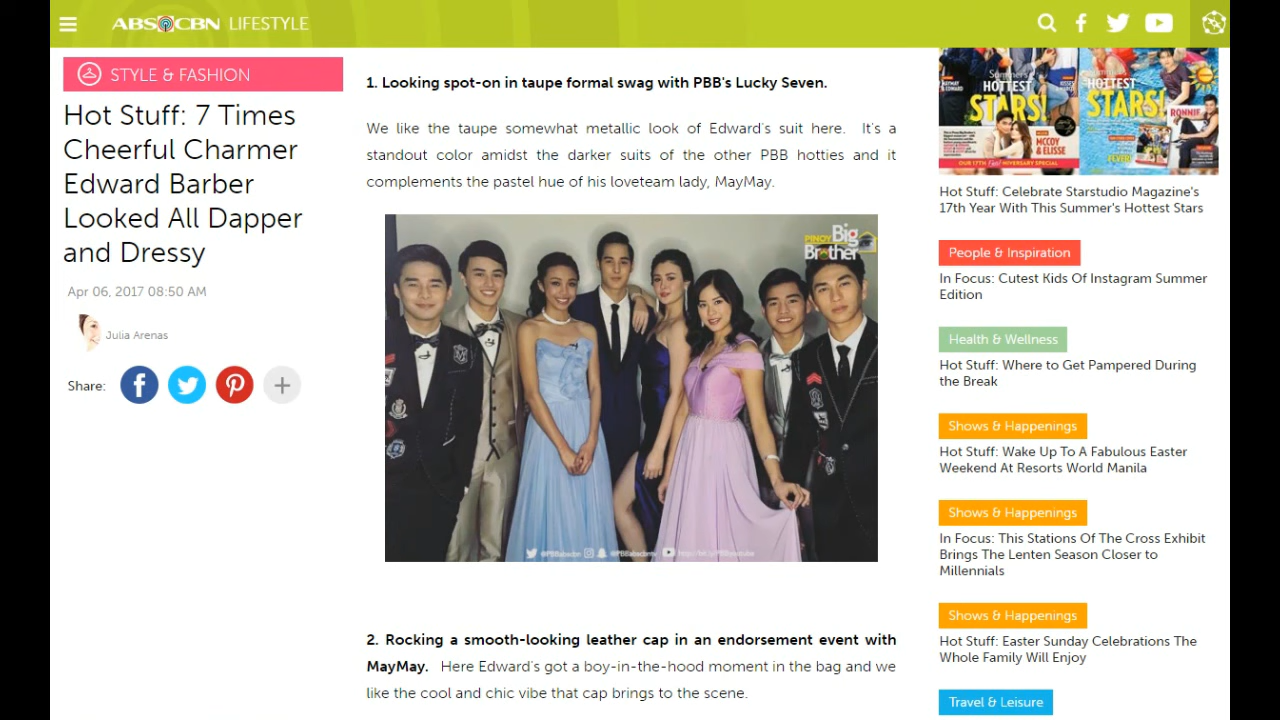 ABS CBN LIFESTYLE
STYLE & FASHION
Hot Stuff: 7 Times
Cheerful Charmer
Edward Barber
Looked All Dapper
and Dressy
Apr 06, 2017 08:50 AM
Julia Arenas
Share:
1. Looking spot-on in taupe formal swag with PBB's Lucky Seven.
We like the taupe somewhat metallic look of Edward's suit here. It's a
standout color amidst the darker suits of the other PBB hotties and it
complements the pastel hue of his loveteam lady, MayMay.
PINOY Big
Brother
@PBBabscbn @PBBabscbntv
2. Rocking a smooth-looking leather cap in an endorsement event with
MayMay. Here Edward's got a boy-in-the-hood moment in the bag and we
like the cool and chic vibe that cap brings to the scene.
HOTTEST
STARS!
MCCOY
& ELISSE
HOTTEST
STARS!
RONNIE
Hot Stuff: Celebrate Starstudio Magazine's
17th Year With This Summer's Hottest Stars
People & Inspiration
In Focus: Cutest Kids Of Instagram Summer
Edition
Health & Wellness
Hot Stuff: Where to Get Pampered During
the Break
Shows & Happenings
Hot Stuff: Wake Up To A Fabulous Easter
Weekend At Resorts World Manila
Shows & Happenings
In Focus: This Stations Of The Cross Exhibit
Brings The Lenten Season Closer to
Millennials
Shows & Happenings
Hot Stuff: Easter Sunday Celebrations The
Whole Family Will Enjoy
Travel & Leisure